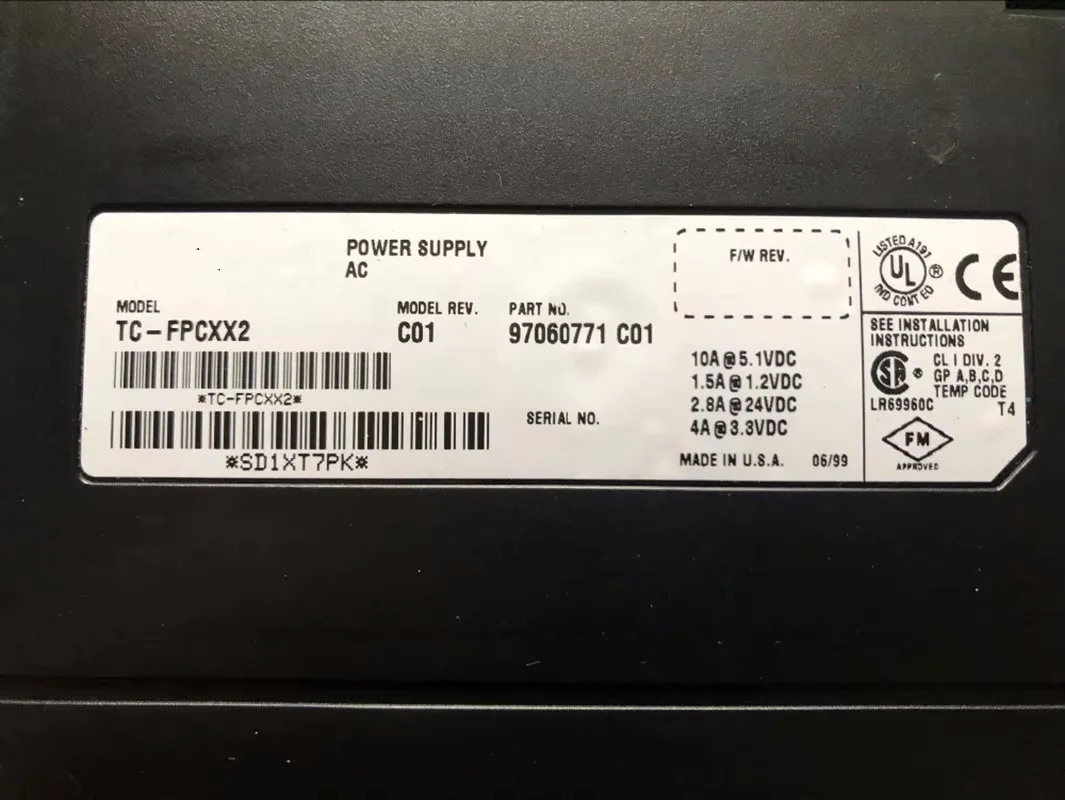 POWER SUPPLY
AC
MODEL
TC-FPCXX2
*TC-FPCXX2*
*SD1XT7PK*
MODEL REV.
C01
PART NO.
97060771 C01
SERIAL NO.
F/W REV.
10A@5.1VDC
1.5A@1.2VDC
2.8A@24VDC
4A@3.3VDC
MADE IN U.S.A. 06/99
LISTED A191
UL ®
IND CONT EQ
CE
SEE INSTALLATION
INSTRUCTIONS
SA ®
CL I DIV. 2
GP A,B,C,D
TEMP CODE
LR69960C T4
FM
APPROVED